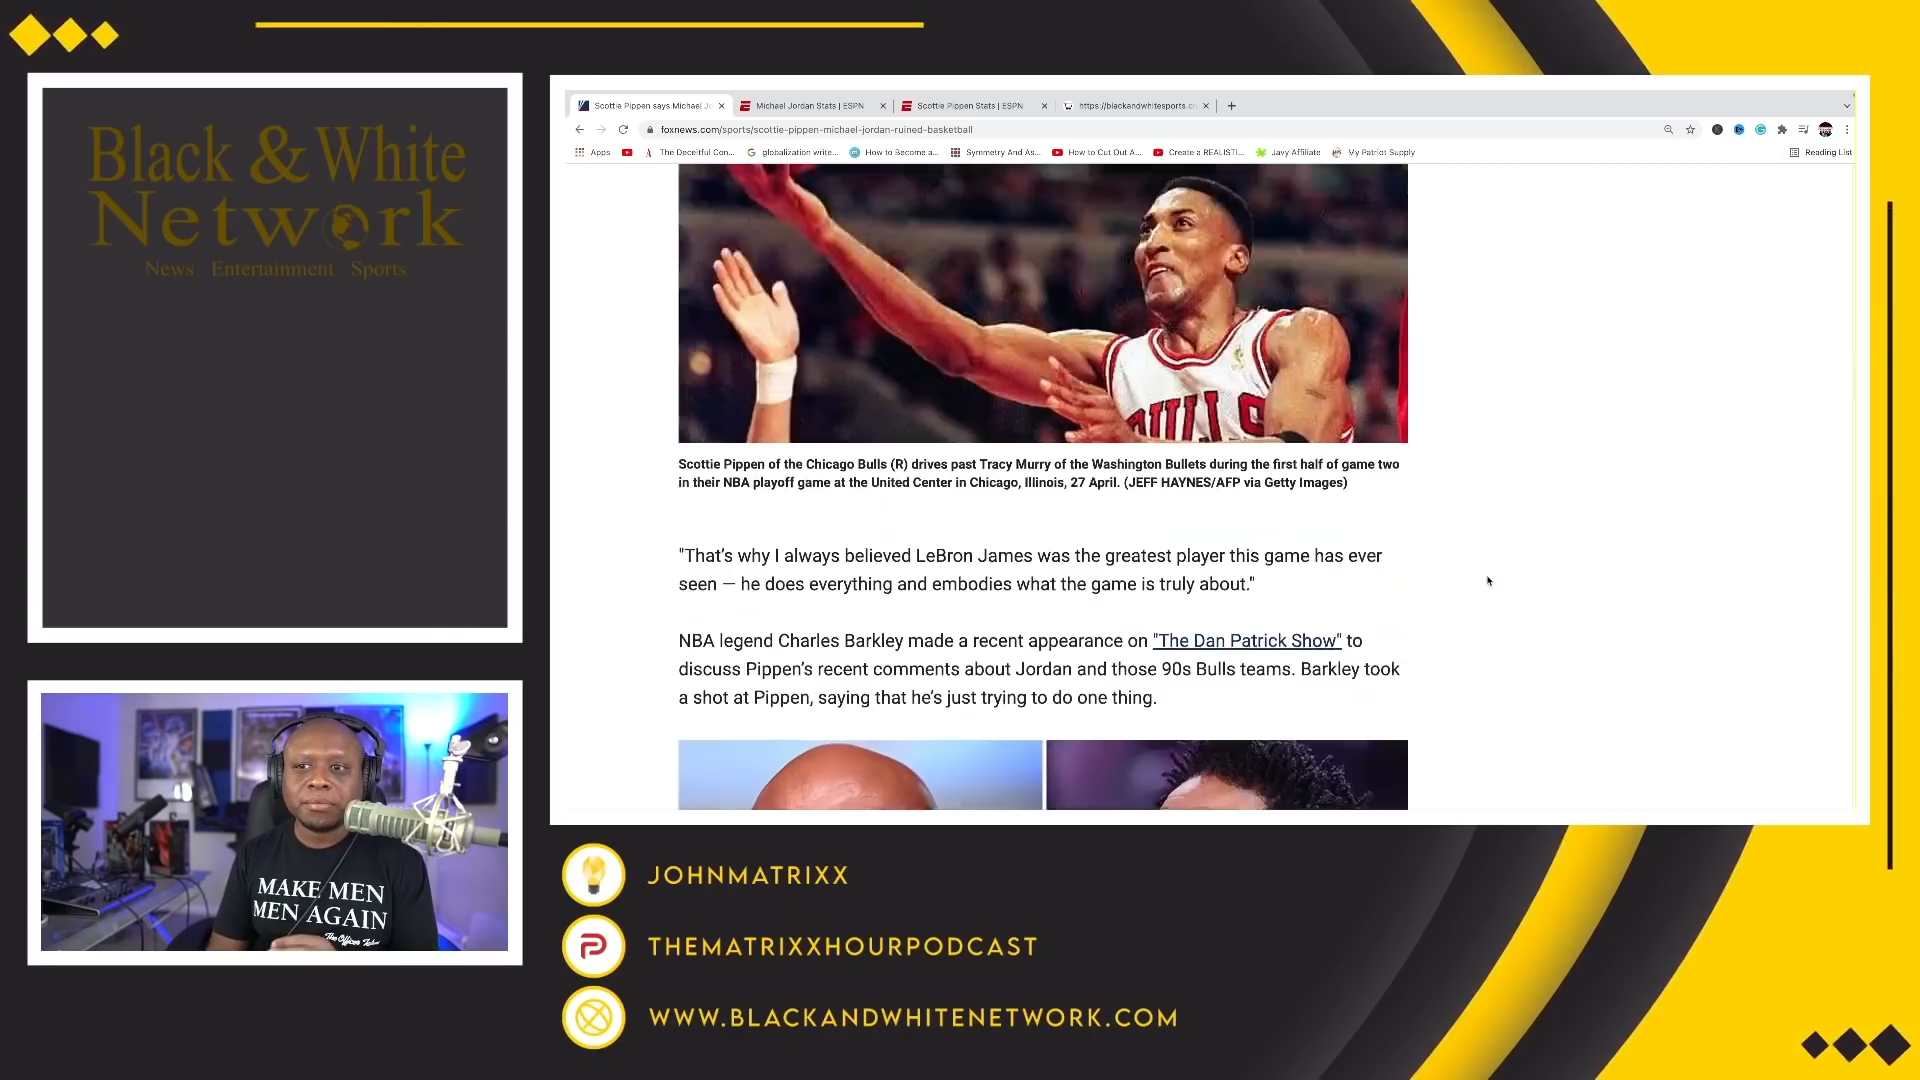 Black & White
Network
News Entertainment Sports
Scottie Pippen says Michael Jo
Michael Jordan Stats | ESPN
Scottie Pippen Stats | ESPN
https://blackandwhitesports.cr
foxnews.com/sports/scottie-pippen-michael-jordan-ruined-basketball
Apps
The Deceitful Con...
globalization write...
How to Become a...
Symmetry And As...
How to Cut Out A...
Create a REALISTI...
Javy Affiliate
My Patriot Supply
Reading List
BULLS
Scottie Pippen of the Chicago Bulls (R) drives past Tracy Murry of the Washington Bullets during the first half of game two
in their NBA playoff game at the United Center in Chicago, Illinois, 27 April. (JEFF HAYNES/AFP via Getty Images)
"That's why I always believed LeBron James was the greatest player this game has ever
seen — he does everything and embodies what the game is truly about."
NBA legend Charles Barkley made a recent appearance on "The Dan Patrick Show" to
discuss Pippen's recent comments about Jordan and those 90s Bulls teams. Barkley took
a shot at Pippen, saying that he's just trying to do one thing.
MAKE MEN
MEN AGAIN
JOHNMATRIXX
THEMATRIXXHOURPODCAST
WWW.BLACKANDWHITENETWORK.COM